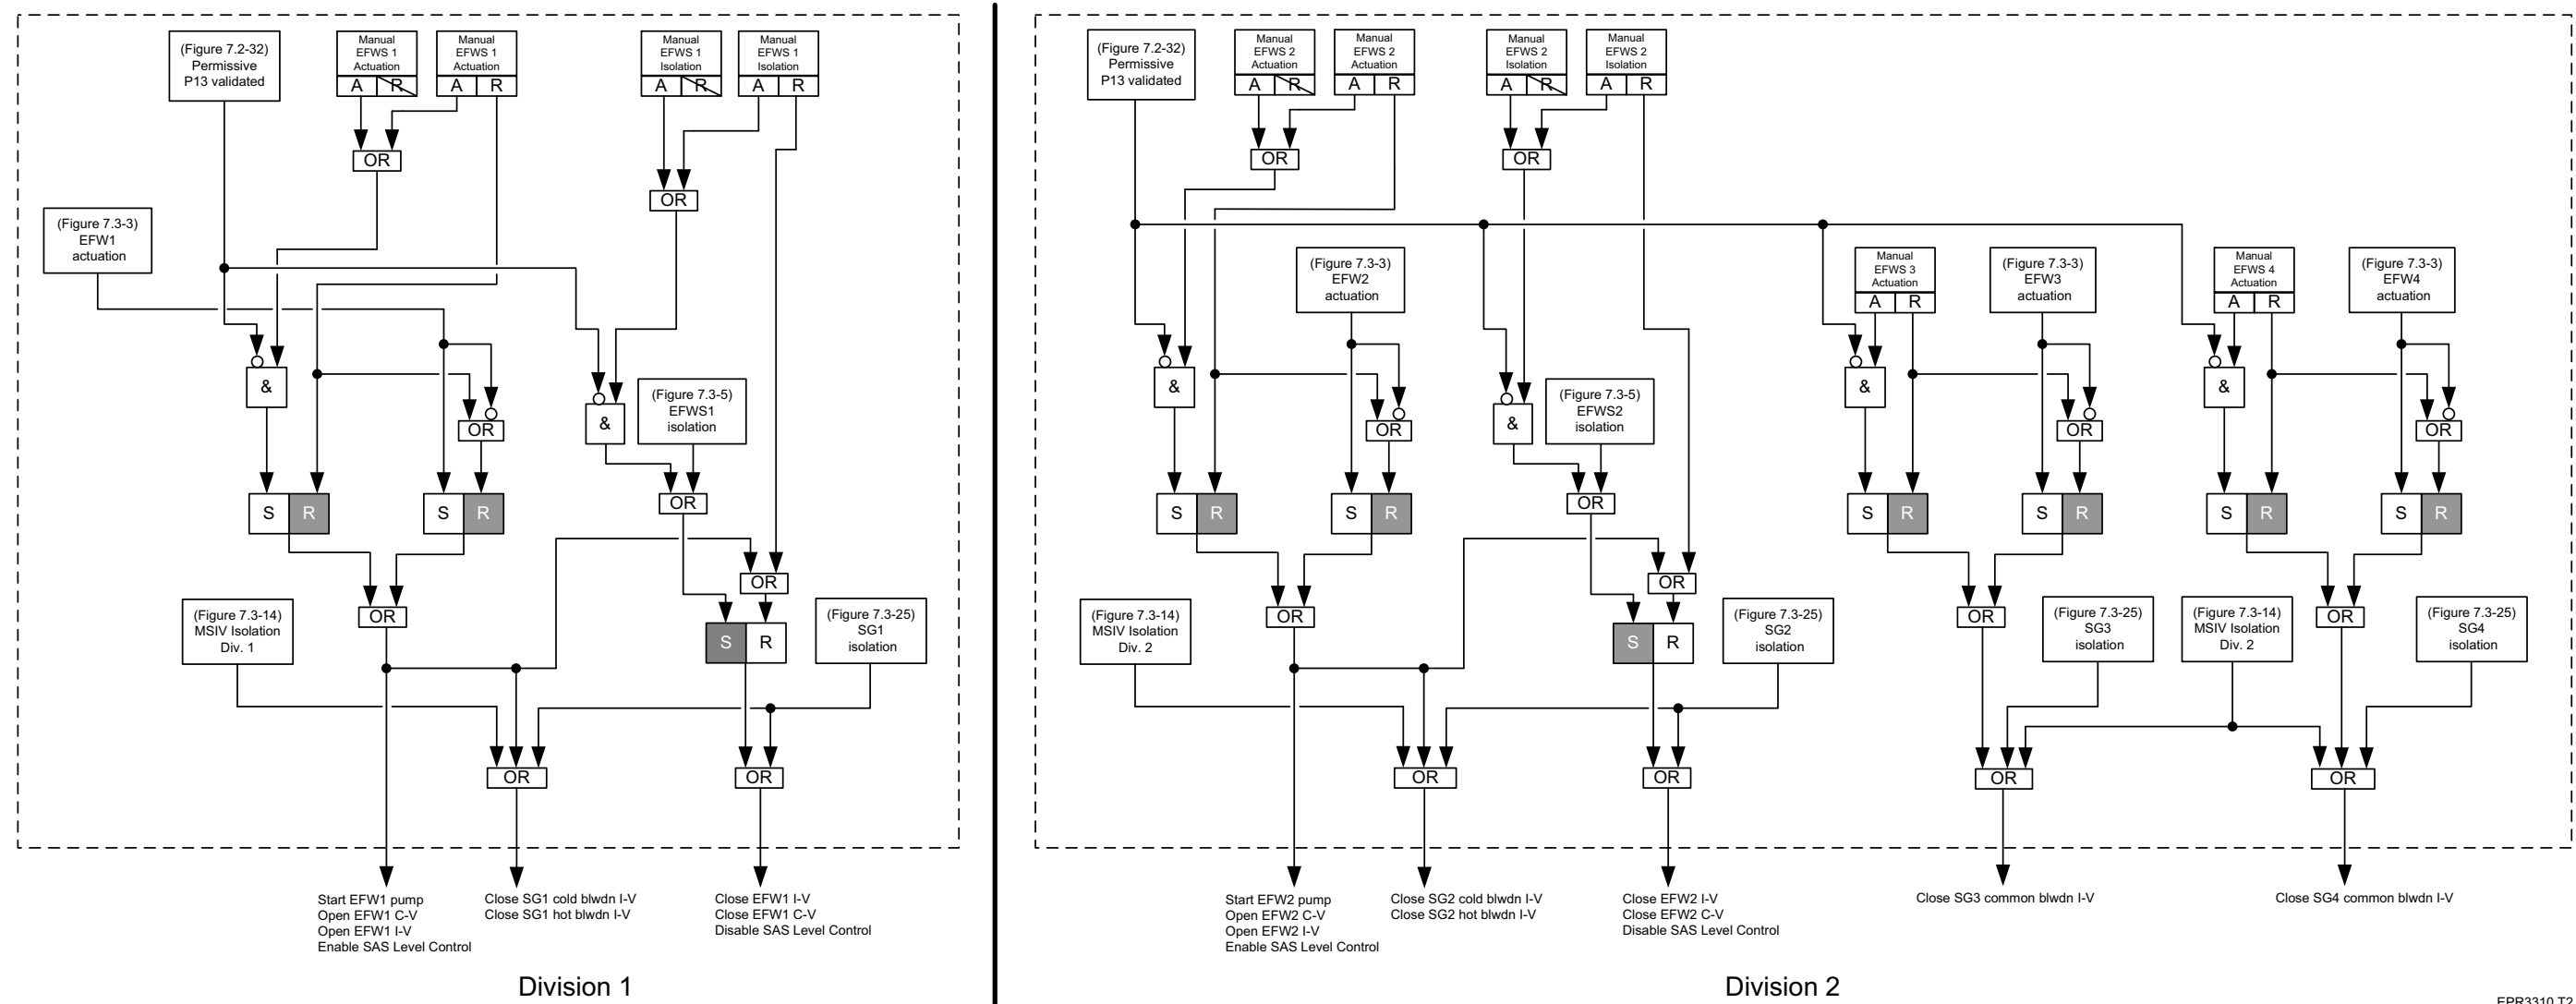 (Figure 7.2-32)
Permissive
P13 validated
Manual
EFWS 1
Actuation
A R
Manual
EFWS 1
Actuation
A R
Manual
EFWS 1
Isolation
A R
Manual
EFWS 1
Isolation
A R
OR
OR
(Figure 7.3-3)
EFW1
actuation
&
&
(Figure 7.3-5)
EFWS1
isolation
OR
S R
S R
OR
OR
(Figure 7.3-14)
MSIV Isolation
Div. 1
OR
S R
(Figure 7.3-25)
SG1
isolation
OR
OR
Start EFW1 pump
Open EFW1 C-V
Open EFW1 I-V
Enable SAS Level Control
Close SG1 cold blwdn I-V
Close SG1 hot blwdn I-V
Close EFW1 I-V
Close EFW1 C-V
Disable SAS Level Control
Division 1
(Figure 7.2-32)
Permissive
P13 validated
Manual
EFWS 2
Actuation
A R
Manual
EFWS 2
Actuation
A R
Manual
EFWS 2
Isolation
A R
Manual
EFWS 2
Isolation
A R
OR
OR
(Figure 7.3-3)
EFW2
actuation
Manual
EFWS 3
Actuation
A R
(Figure 7.3-3)
EFW3
actuation
Manual
EFWS 4
Actuation
A R
(Figure 7.3-3)
EFW4
actuation
&
&
&
&
(Figure 7.3-5)
EFWS2
isolation
OR
OR
OR
S R
S R
OR
S R
S R
S R
S R
OR
(Figure 7.3-14)
MSIV Isolation
Div. 2
OR
S R
(Figure 7.3-25)
SG2
isolation
OR
(Figure 7.3-25)
SG3
isolation
(Figure 7.3-14)
MSIV Isolation
Div. 2
OR
(Figure 7.3-25)
SG4
isolation
OR
OR
OR
OR
Start EFW2 pump
Open EFW2 C-V
Open EFW2 I-V
Enable SAS Level Control
Close SG2 cold blwdn I-V
Close SG2 hot blwdn I-V
Close EFW2 I-V
Close EFW2 C-V
Disable SAS Level Control
Close SG3 common blwdn I-V
Close SG4 common blwdn I-V
Division 2
EPR3310 T2